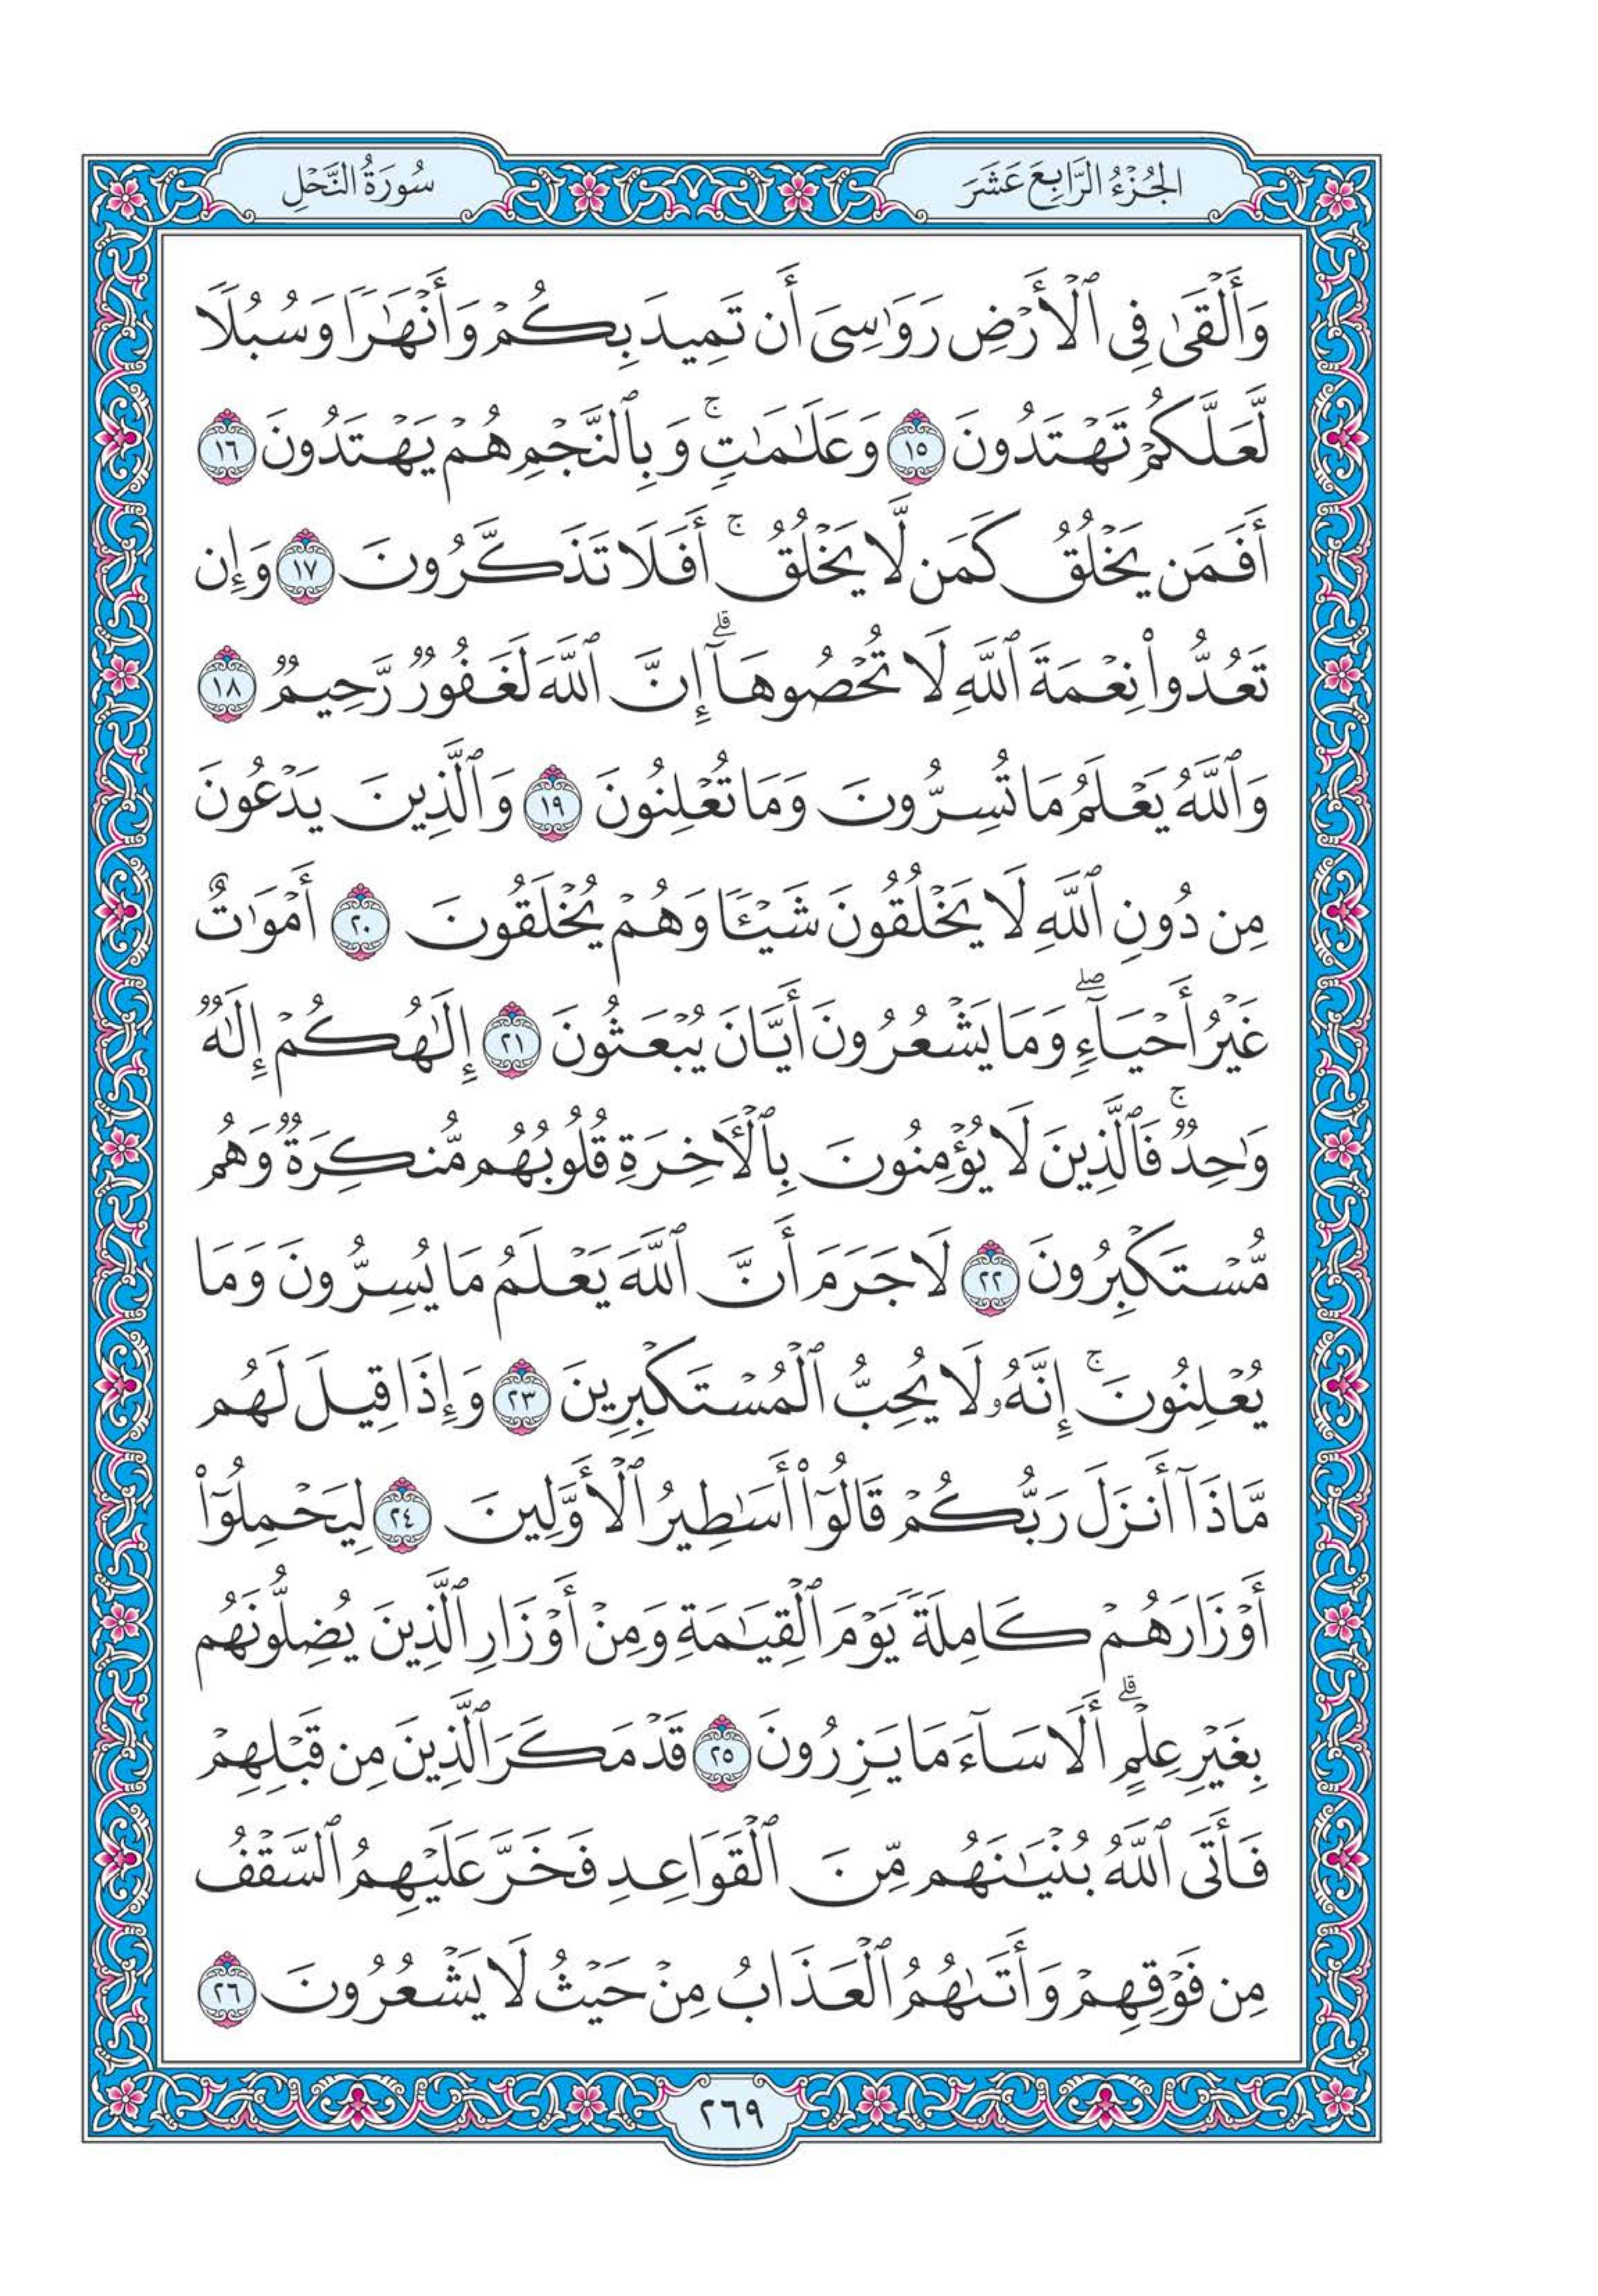 الجُزْءُ الرَّابِعَ عَشَرَ
سُورَةُ النَّحْلِ
وَأَلْقَىٰ فِي ٱلْأَرْضِ رَوَٰسِيَ أَن تَمِيدَ بِكُمْ وَأَنْهَٰرًا وَسُبُلًا
لَّعَلَّكُمْ تَهْتَدُونَ ١٥ وَعَلَٰمَٰتٍۚ وَبِٱلنَّجْمِ هُمْ يَهْتَدُونَ ١٦
أَفَمَن يَخْلُقُ كَمَن لَّا يَخْلُقُۚ أَفَلَا تَذَكَّرُونَ ١٧ وَإِن
تَعُدُّوا۟ نِعْمَةَ ٱللَّهِ لَا تُحْصُوهَآۗ إِنَّ ٱللَّهَ لَغَفُورٌ رَّحِيمٌ ١٨
وَٱللَّهُ يَعْلَمُ مَا تُسِرُّونَ وَمَا تُعْلِنُونَ ١٩ وَٱلَّذِينَ يَدْعُونَ
مِن دُونِ ٱللَّهِ لَا يَخْلُقُونَ شَيْـًٔا وَهُمْ يُخْلَقُونَ ٢٠ أَمْوَٰتٌ
غَيْرُ أَحْيَآءٍۖ وَمَا يَشْعُرُونَ أَيَّانَ يُبْعَثُونَ ٢١ إِلَٰهُكُمْ إِلَٰهٌ
وَٰحِدٌۚ فَٱلَّذِينَ لَا يُؤْمِنُونَ بِٱلْـَٔاخِرَةِ قُلُوبُهُم مُّنكِرَةٌ وَهُم
مُّسْتَكْبِرُونَ ٢٢ لَا جَرَمَ أَنَّ ٱللَّهَ يَعْلَمُ مَا يُسِرُّونَ وَمَا
يُعْلِنُونَۚ إِنَّهُۥ لَا يُحِبُّ ٱلْمُسْتَكْبِرِينَ ٢٣ وَإِذَا قِيلَ لَهُم
مَّاذَآ أَنزَلَ رَبُّكُمْ قَالُوٓا۟ أَسَٰطِيرُ ٱلْأَوَّلِينَ ٢٤ لِيَحْمِلُوٓا۟
أَوْزَارَهُمْ كَامِلَةً يَوْمَ ٱلْقِيَٰمَةِ وَمِنْ أَوْزَارِ ٱلَّذِينَ يُضِلُّونَهُم
بِغَيْرِ عِلْمٍۗ أَلَا سَآءَ مَا يَزِرُونَ ٢٥ قَدْ مَكَرَ ٱلَّذِينَ مِن قَبْلِهِمْ
فَأَتَى ٱللَّهُ بُنْيَٰنَهُم مِّنَ ٱلْقَوَاعِدِ فَخَرَّ عَلَيْهِمُ ٱلسَّقْفُ
مِن فَوْقِهِمْ وَأَتَىٰهُمُ ٱلْعَذَابُ مِنْ حَيْثُ لَا يَشْعُرُونَ ٢٦
٢٦٩